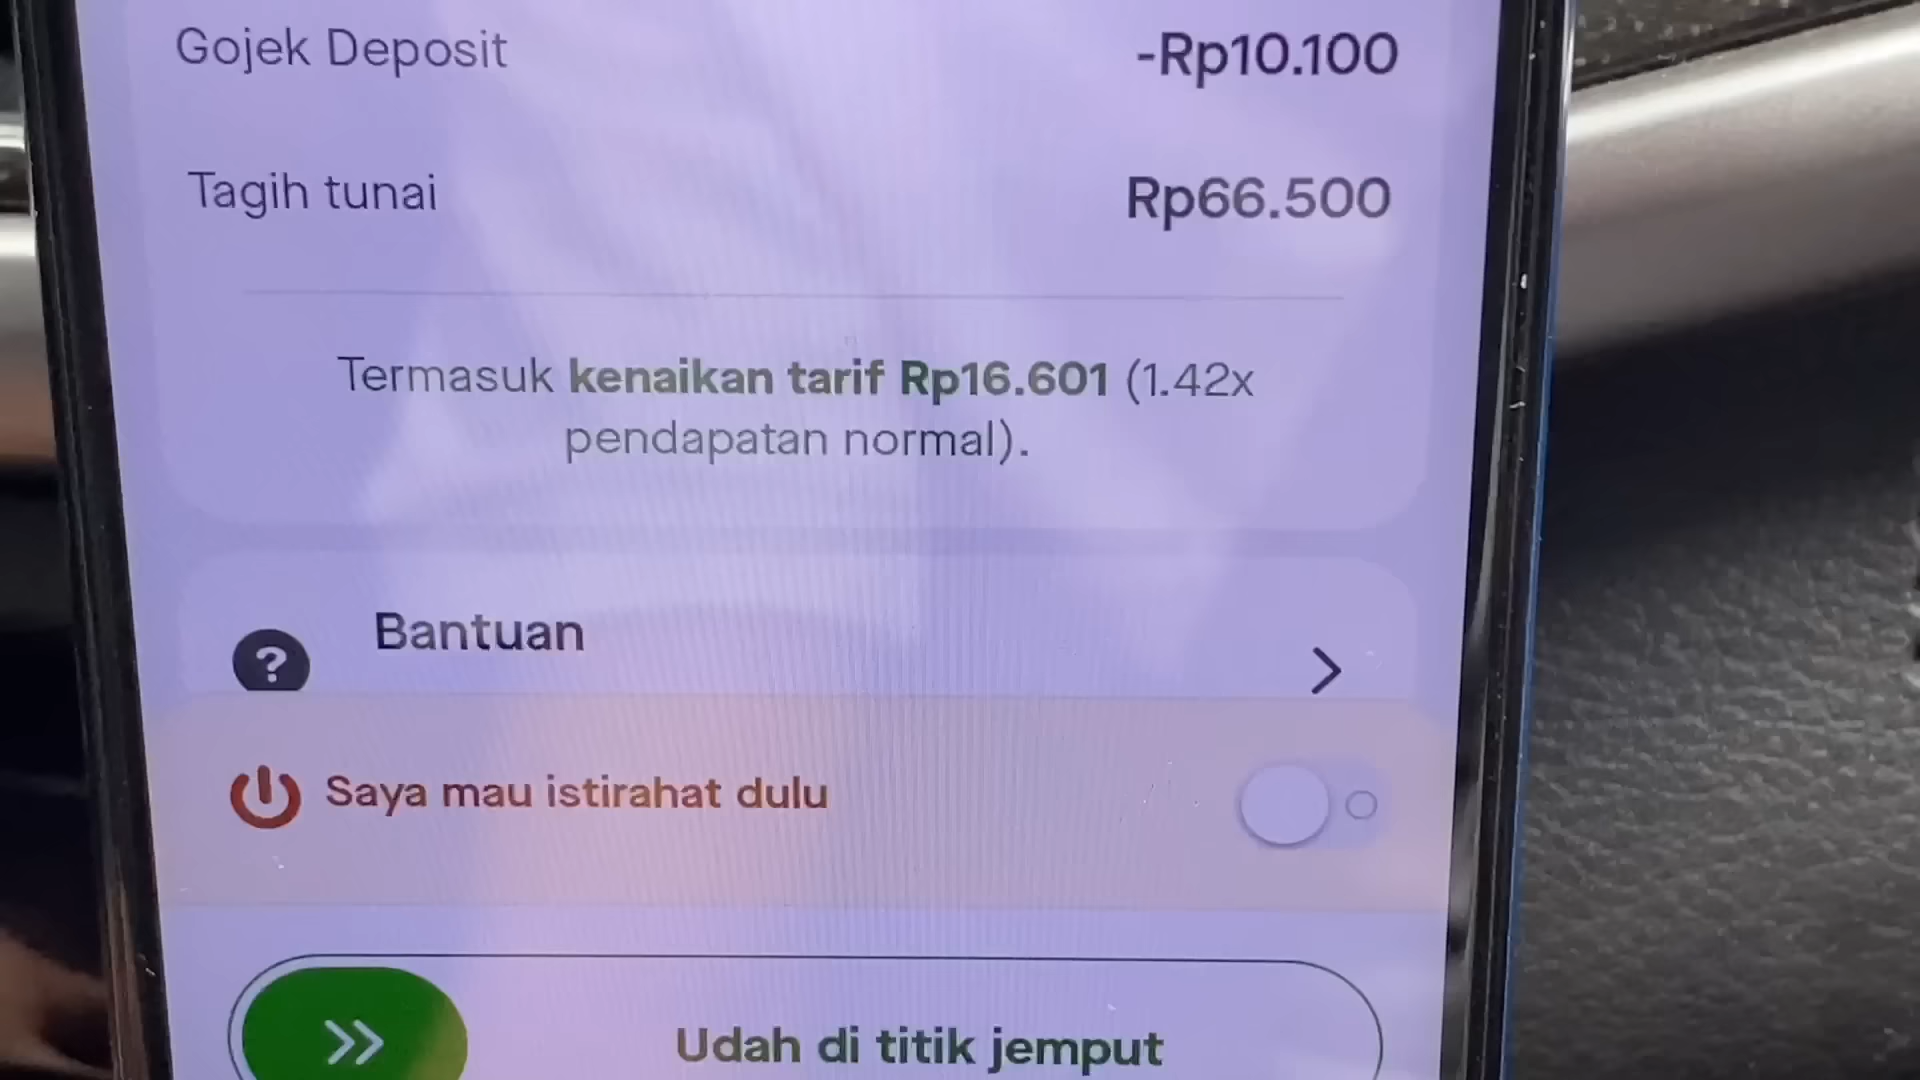 Gojek Deposit -Rp10.100
Tagih tunai Rp66.500
Termasuk kenaikan tarif Rp16.601 (1.42x
pendapatan normal).
Bantuan
Saya mau istirahat dulu
Udah di titik jemput